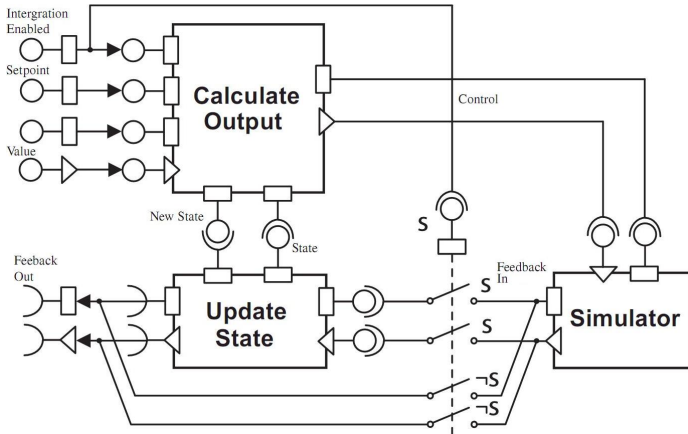 Intergration
Enabled
Setpoint
Value
Calculate
Output
Control
New State
State
S
Feeback
Out
Update
State
Feedback
In
S
S
Simulator
¬S
¬S